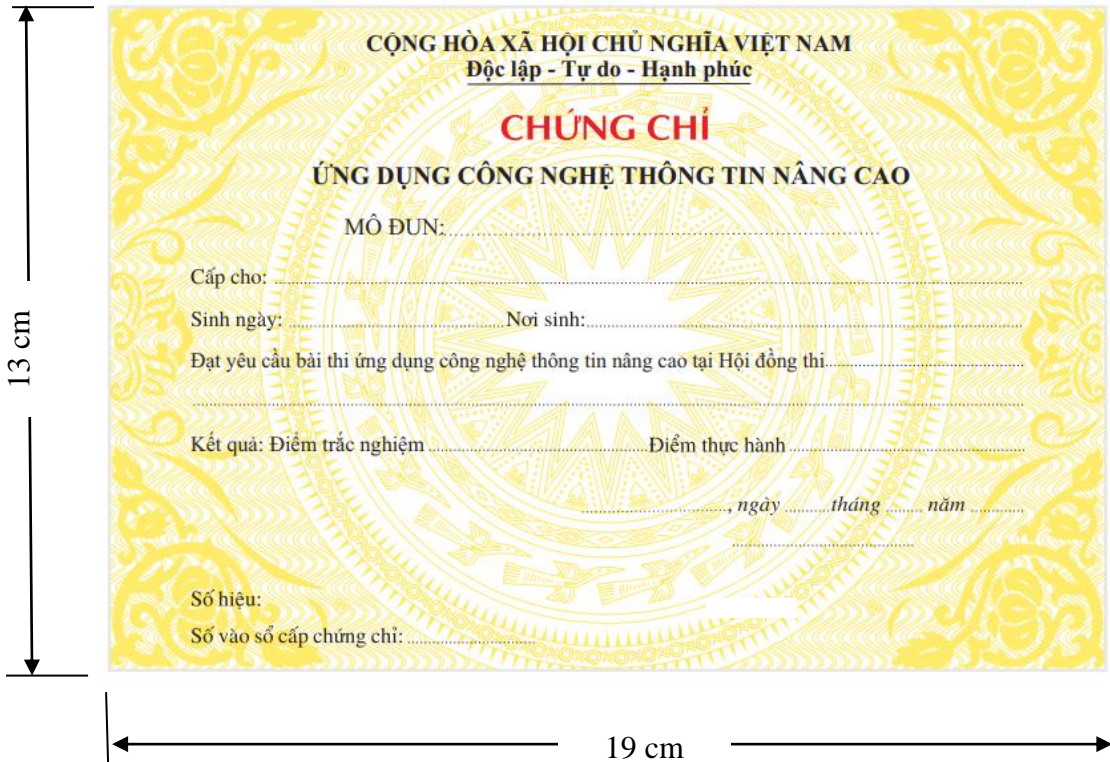 CỘNG HÒA XÃ HỘI CHỦ NGHĨA VIỆT NAM
Độc lập - Tự do - Hạnh phúc
CHỨNG CHỈ
ỨNG DỤNG CÔNG NGHỆ THÔNG TIN NÂNG CAO
MÔ ĐUN:
Cấp cho:
Sinh ngày: Nơi sinh:
Đạt yêu cầu bài thi ứng dụng công nghệ thông tin nâng cao tại Hội đồng thi
Kết quả: Điểm trắc nghiệm Điểm thực hành
, ngày tháng năm
Số hiệu:
Số vào sổ cấp chứng chỉ:
13 cm
19 cm